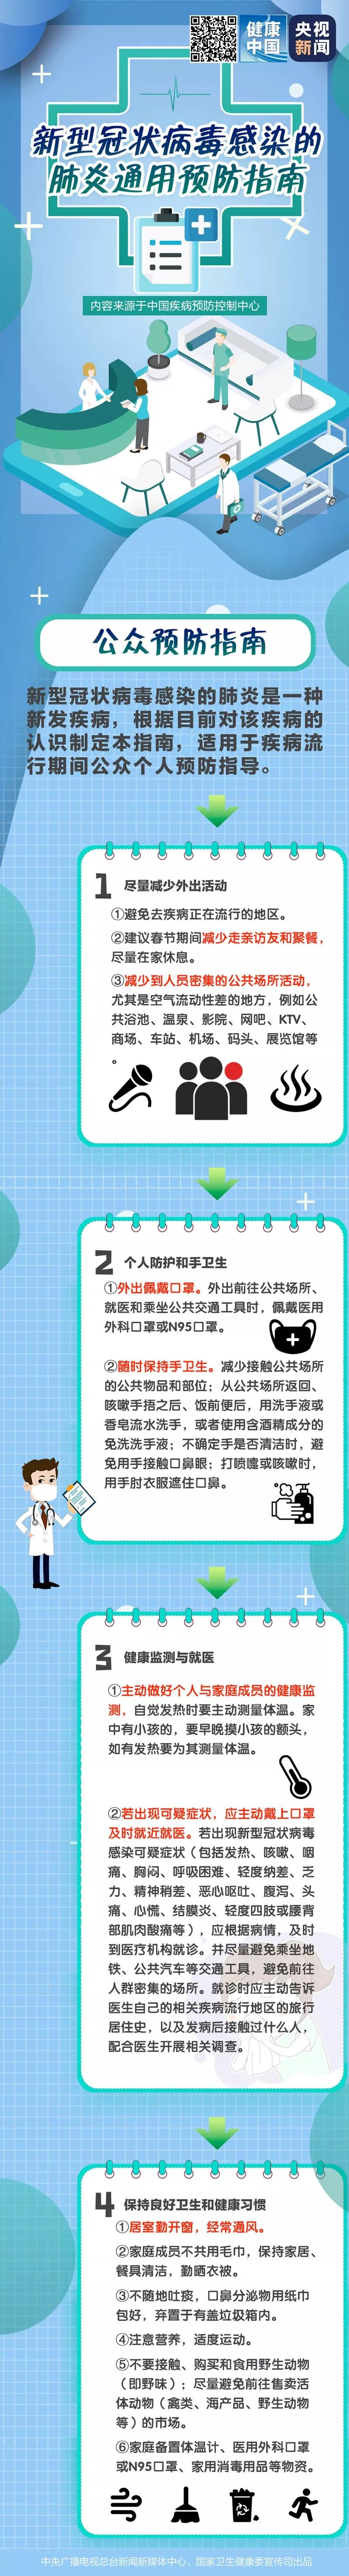 健康
中国
央视
新闻
新型冠状病毒感染的
肺炎通用预防指南
内容来源于中国疾病预防控制中心
公众预防指南
新型冠状病毒感染的肺炎是一种
新发疾病，根据目前对该疾病的
认识制定本指南，适用于疾病流
行期间公众个人预防指导。
1 尽量减少外出活动
①避免去疾病正在流行的地区。
②建议春节期间减少走亲访友和聚餐，
尽量在家休息。
③减少到人员密集的公共场所活动，
尤其是空气流动性差的地方，例如公
共浴池、温泉、影院、网吧、KTV、
商场、车站、机场、码头、展览馆等
。
2 个人防护和手卫生
①外出佩戴口罩。外出前往公共场所、
就医和乘坐公共交通工具时，佩戴医用
外科口罩或N95口罩。
②随时保持手卫生。减少接触公共场所
的公共物品和部位；从公共场所返回、
咳嗽手捂之后、饭前便后，用洗手液或
香皂流水洗手，或者使用含酒精成分的
免洗洗手液；不确定手是否清洁时，避
免用手接触口鼻眼；打喷嚏或咳嗽时，
用手肘衣服遮住口鼻。
3 健康监测与就医
①主动做好个人与家庭成员的健康监
测，自觉发热时要主动测量体温。家
中有小孩的，要早晚摸小孩的额头，
如有发热要为其测量体温。
②若出现可疑症状，应主动戴上口罩
及时就近就医。若出现新型冠状病毒
感染可疑症状（包括发热、咳嗽、咽
痛、胸闷、呼吸困难、轻度纳差、乏
力、精神稍差、恶心呕吐、腹泻、头
痛、心慌、结膜炎、轻度四肢或腰背
部肌肉酸痛等），应根据病情，及时
到医疗机构就诊。并尽量避免乘坐地
铁、公共汽车等交通工具，避免前往
人群密集的场所。就诊时应主动告诉
医生自己的相关疾病流行地区的旅行
居住史，以及发病后接触过什么人，
配合医生开展相关调查。
4 保持良好卫生和健康习惯
①居室勤开窗，经常通风。
②家庭成员不共用毛巾，保持家居、
餐具清洁，勤晒衣被。
③不随地吐痰，口鼻分泌物用纸巾
包好，弃置于有盖垃圾箱内。
④注意营养，适度运动。
⑤不要接触、购买和食用野生动物
（即野味）；尽量避免前往售卖活
体动物（禽类、海产品、野生动物
等）的市场。
⑥家庭备置体温计、医用外科口罩
或N95口罩、家用消毒用品等物资。
中央广播电视总台新闻新媒体中心、国家卫生健康委宣传司出品